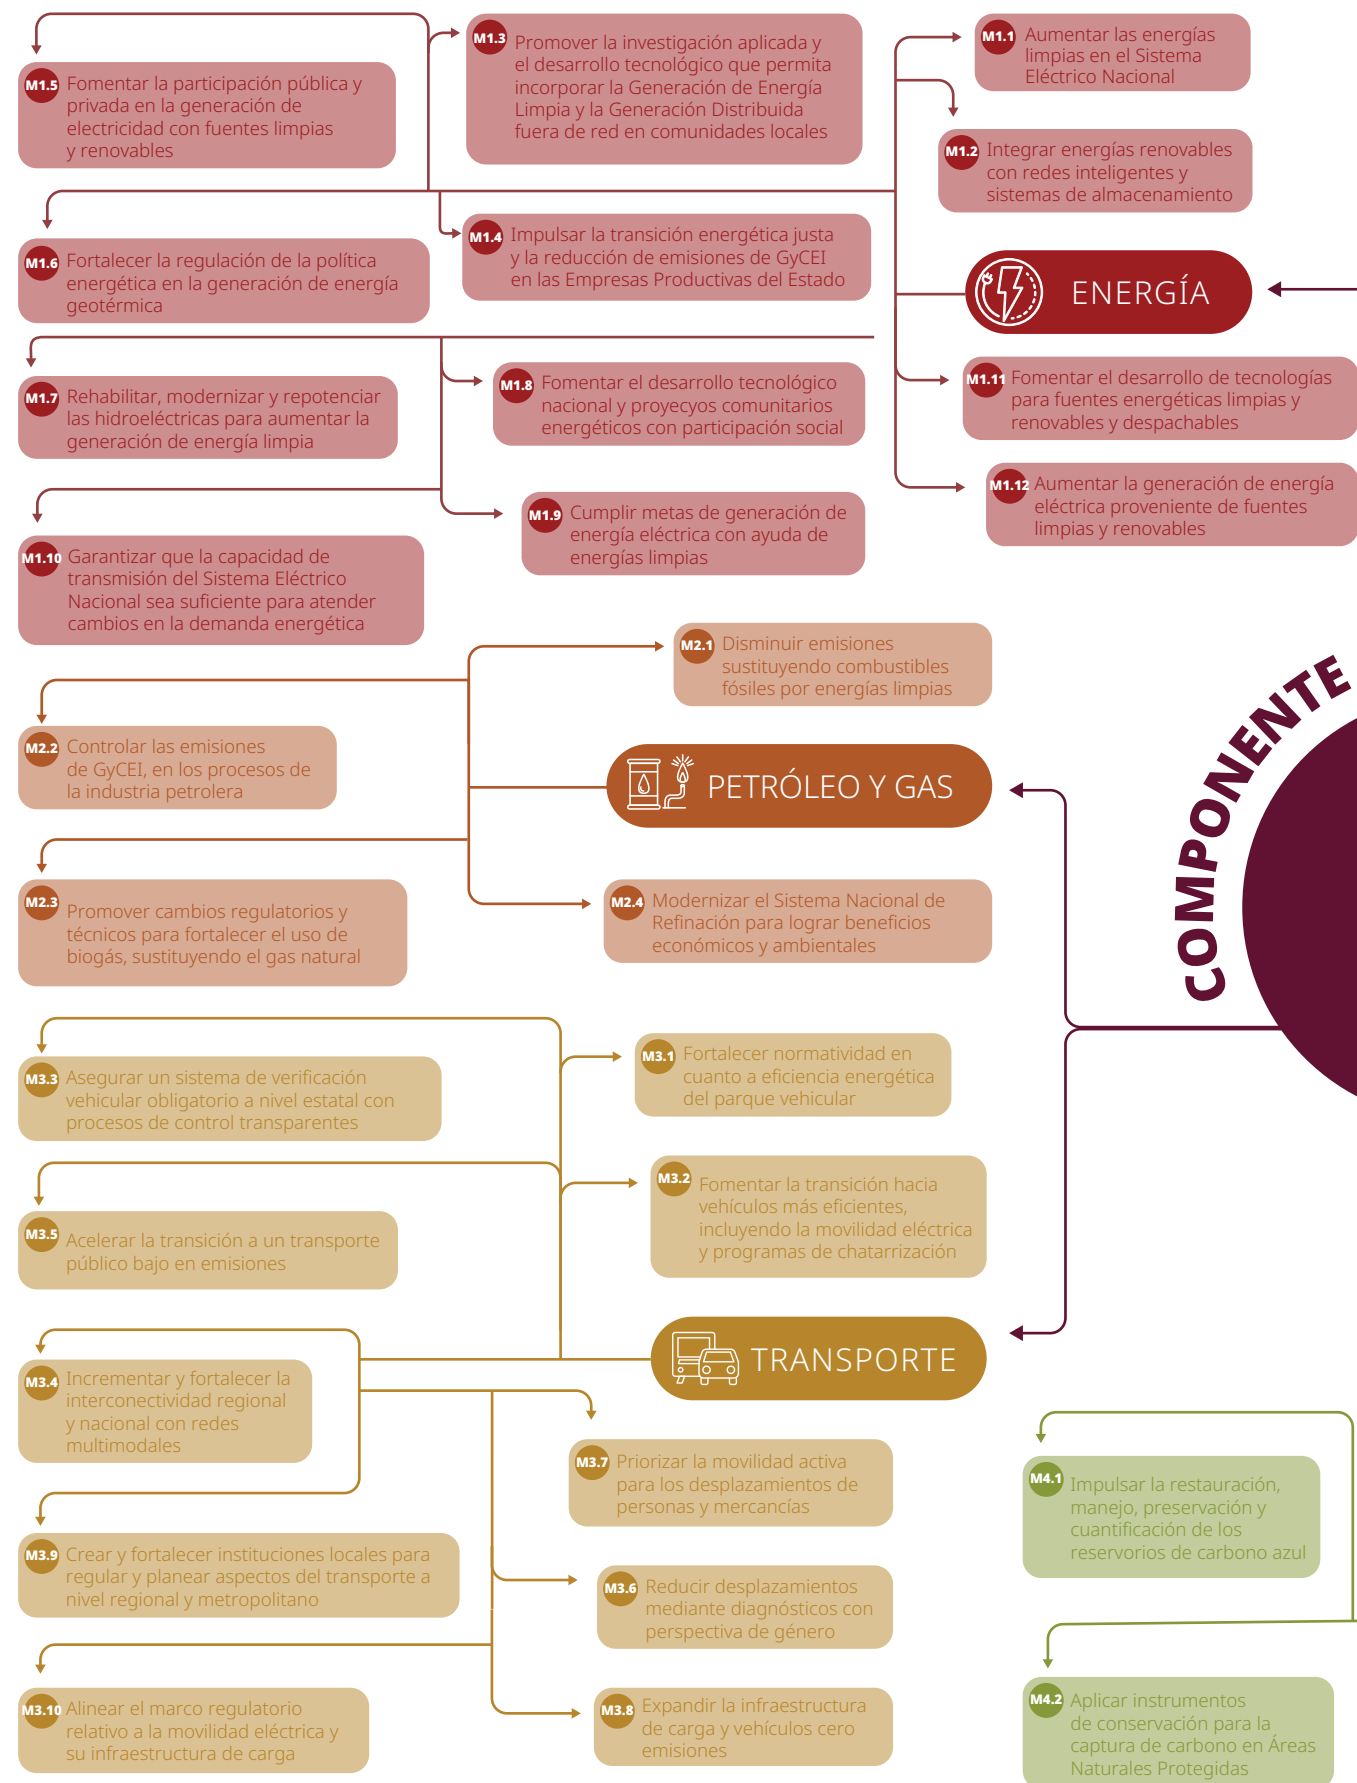 M1.5 Fomentar la participación pública y
privada en la generación de
electricidad con fuentes limpias
y renovables
M1.3 Promover la investigación aplicada y
el desarrollo tecnológico que permita
incorporar la Generación de Energía
Limpia y la Generación Distribuida
fuera de red en comunidades locales
M1.1 Aumentar las energías
limpias en el Sistema
Eléctrico Nacional
M1.2 Integrar energías renovables
con redes inteligentes y
sistemas de almacenamiento
M1.6 Fortalecer la regulación de la política
energética en la generación de energía
geotérmica
M1.4 Impulsar la transición energética justa
y la reducción de emisiones de GyCEI
en las Empresas Productivas del Estado
ENERGÍA
M1.7 Rehabilitar, modernizar y repotenciar
las hidroeléctricas para aumentar la
generación de energía limpia
M1.8 Fomentar el desarrollo tecnológico
nacional y proyecyos comunitarios
energéticos con participación social
M1.11 Fomentar el desarrollo de tecnologías
para fuentes energéticas limpias y
renovables y despachables
M1.10 Garantizar que la capacidad de
transmisión del Sistema Eléctrico
Nacional sea suficiente para atender
cambios en la demanda energética
M1.9 Cumplir metas de generación de
energía eléctrica con ayuda de
energías limpias
M1.12 Aumentar la generación de energía
eléctrica proveniente de fuentes
limpias y renovables
M2.1 Disminuir emisiones
sustituyendo combustibles
fósiles por energías limpias
M2.2 Controlar las emisiones
de GyCEI, en los procesos de
la industria petrolera
PETRÓLEO Y GAS
COMPONENTE
M2.3 Promover cambios regulatorios y
técnicos para fortalecer el uso de
biogás, sustituyendo el gas natural
M2.4 Modernizar el Sistema Nacional de
Refinación para lograr beneficios
económicos y ambientales
M3.3 Asegurar un sistema de verificación
vehicular obligatorio a nivel estatal con
procesos de control transparentes
M3.1 Fortalecer normatividad en
cuanto a eficiencia energética
del parque vehicular
M3.5 Acelerar la transición a un transporte
público bajo en emisiones
M3.2 Fomentar la transición hacia
vehículos más eficientes,
incluyendo la movilidad eléctrica
y programas de chatarrización
TRANSPORTE
M3.4 Incrementar y fortalecer la
interconectividad regional
y nacional con redes
multimodales
M3.7 Priorizar la movilidad activa
para los desplazamientos de
personas y mercancías
M4.1 Impulsar la restauración,
manejo, preservación y
cuantificación de los
reservorios de carbono azul
M3.9 Crear y fortalecer instituciones locales para
regular y planear aspectos del transporte a
nivel regional y metropolitano
M3.6 Reducir desplazamientos
mediante diagnósticos con
perspectiva de género
M3.10 Alinear el marco regulatorio
relativo a la movilidad eléctrica y
su infraestructura de carga
M3.8 Expandir la infraestructura
de carga y vehículos cero
emisiones
M4.2 Aplicar instrumentos
de conservación para la
captura de carbono en Áreas
Naturales Protegidas